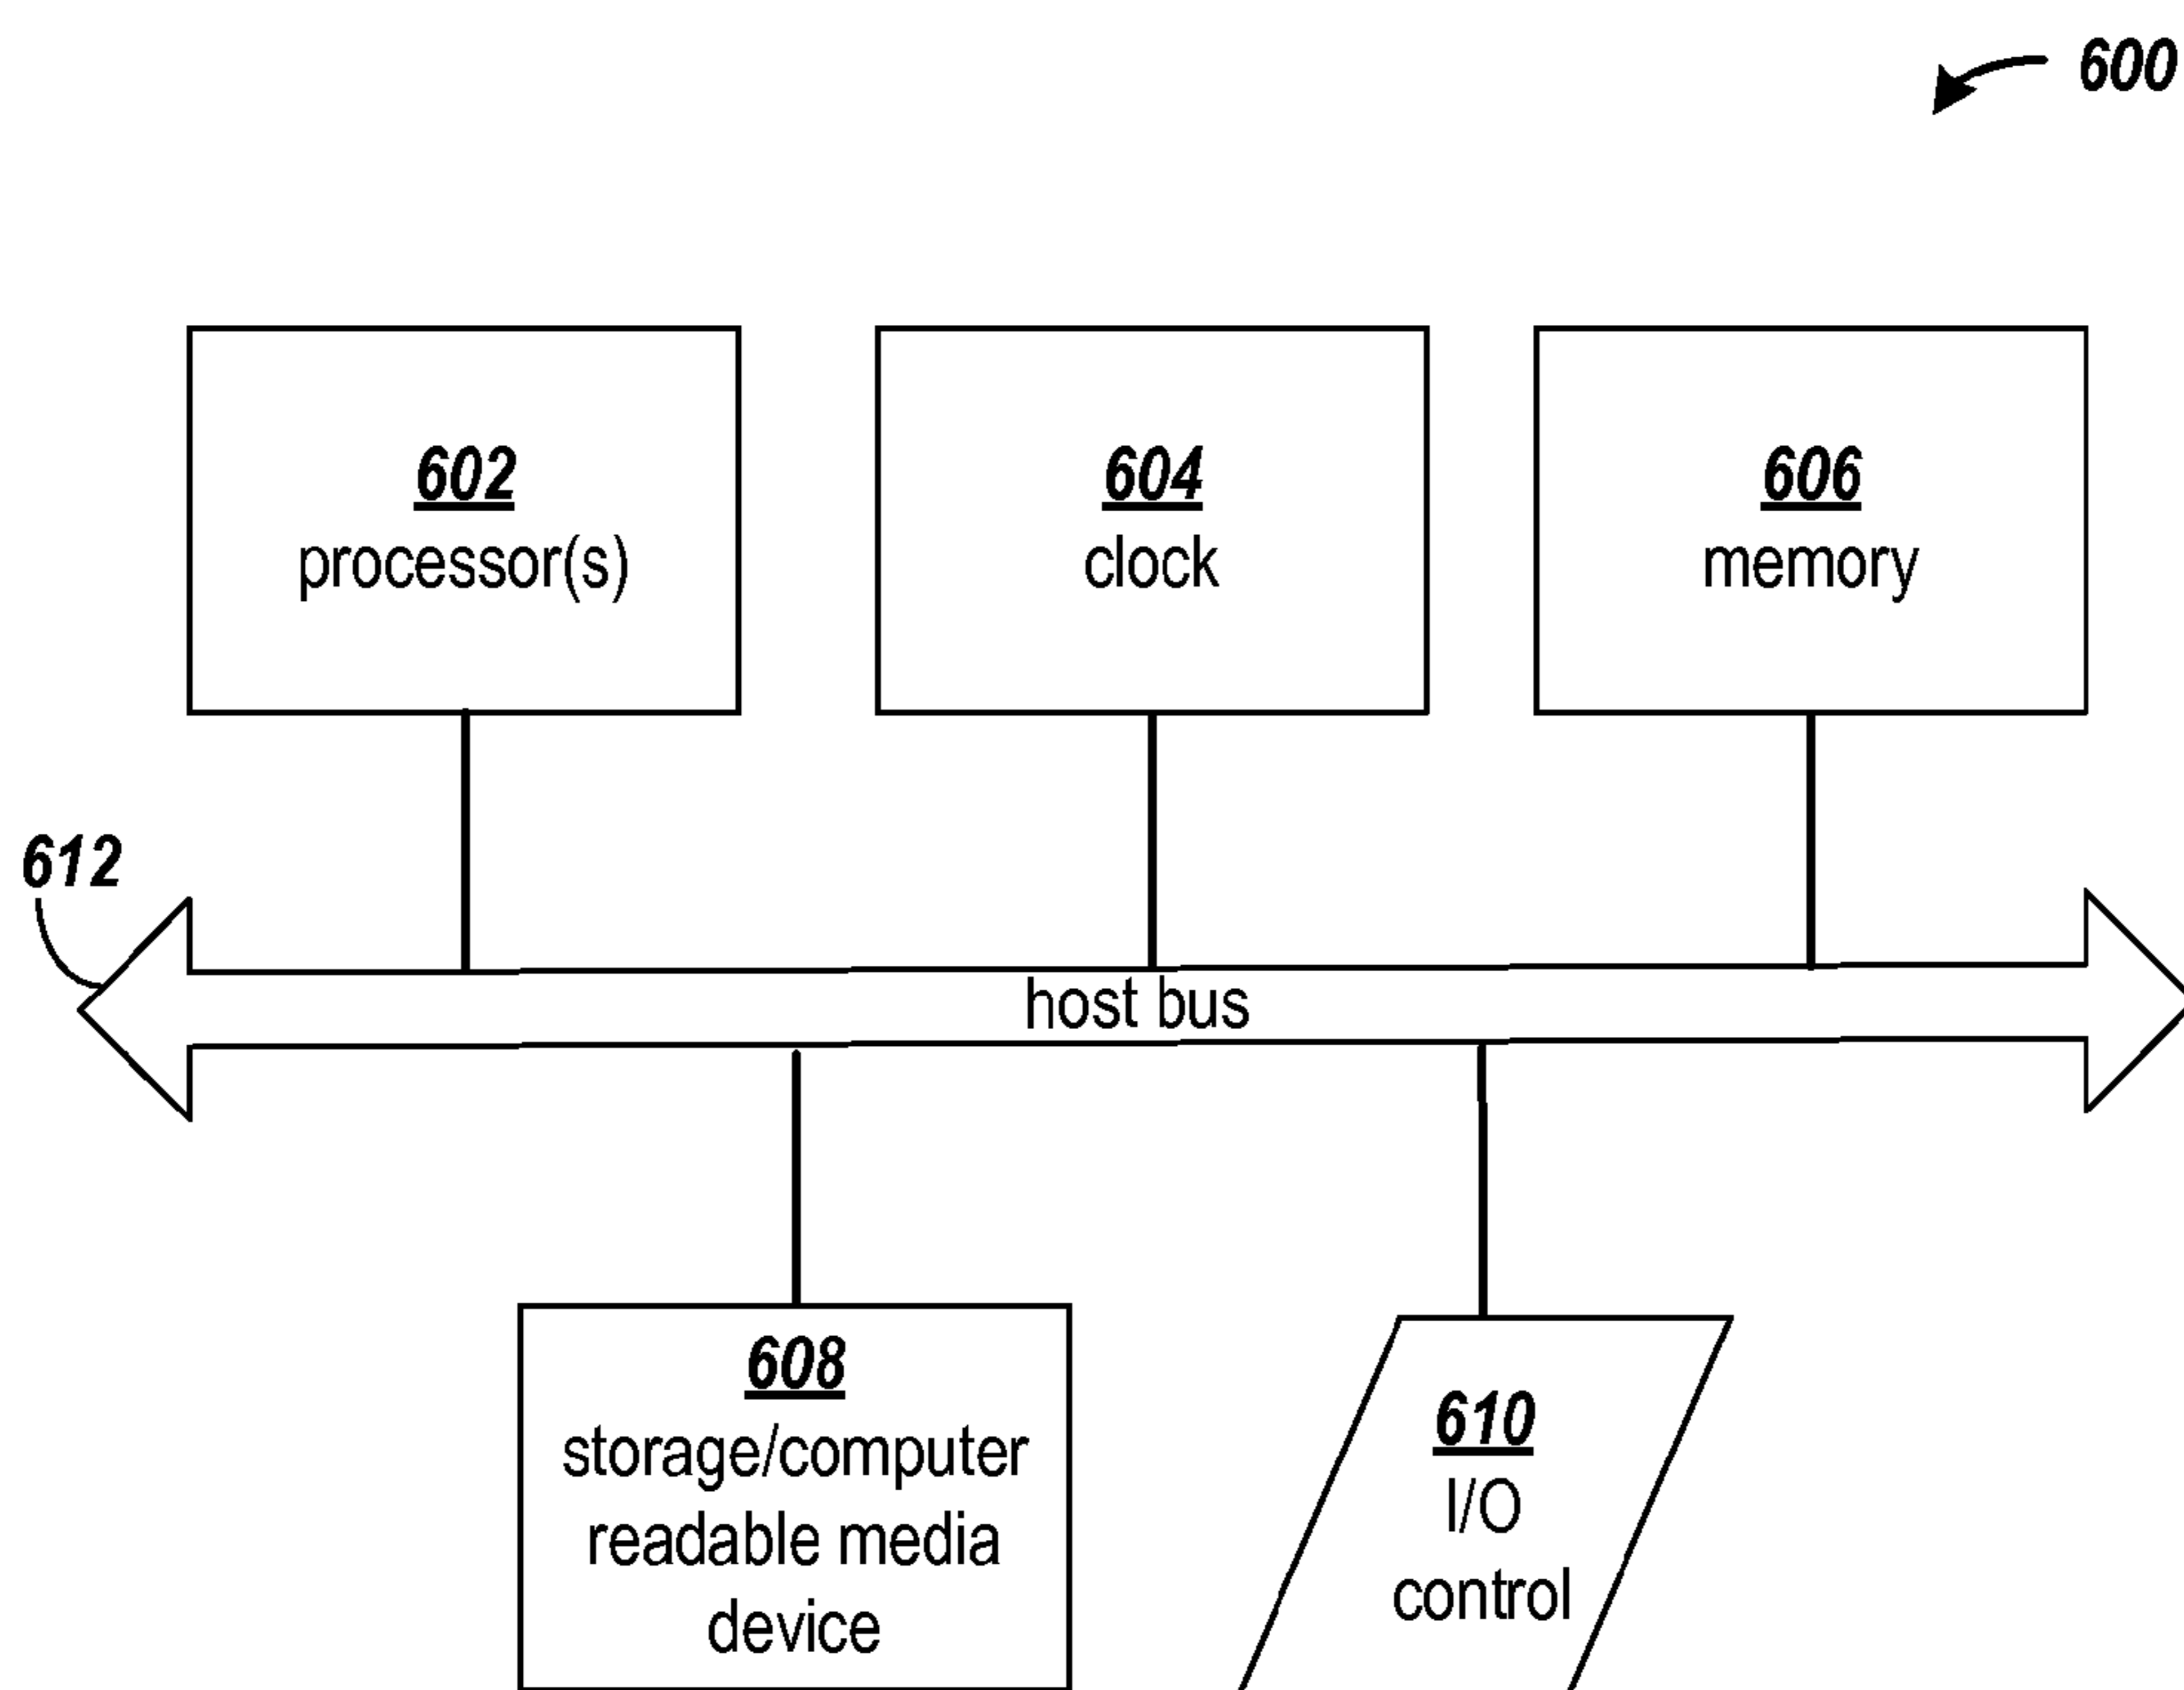 600
602
processor(s)
604
clock
606
memory
612
host bus
608
storage/computer
readable media
device
610
I/O
control